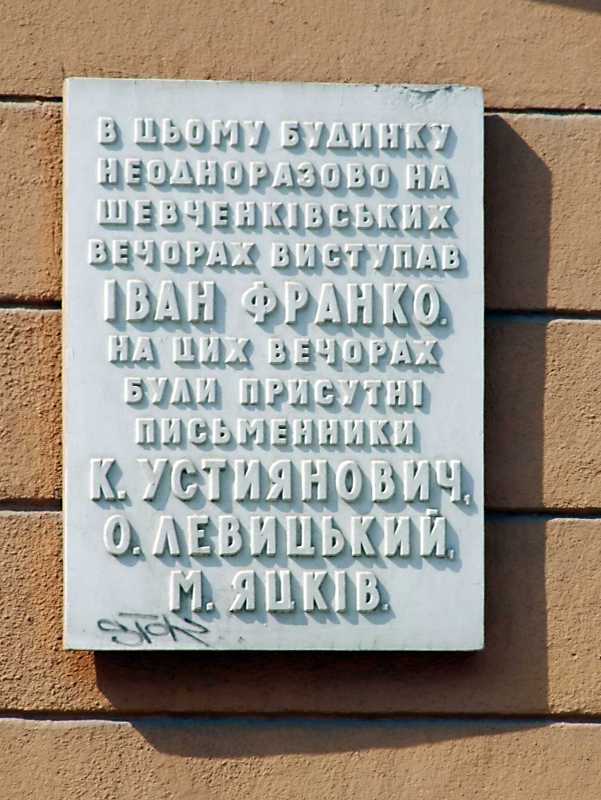 В ЦЬОМУ БУДИНКУ
НЕОДНОРАЗОВО НА
ШЕВЧЕНКІВСЬКИХ
ВЕЧОРАХ ВИСТУПАВ
ІВАН ФРАНКО.
НА ЦИХ ВЕЧОРАХ
БУЛИ ПРИСУТНІ
ПИСЬМЕННИКИ
К. УСТИЯНОВИЧ,
О. ЛЕВИЦЬКИЙ,
М. ЯЦКІВ.